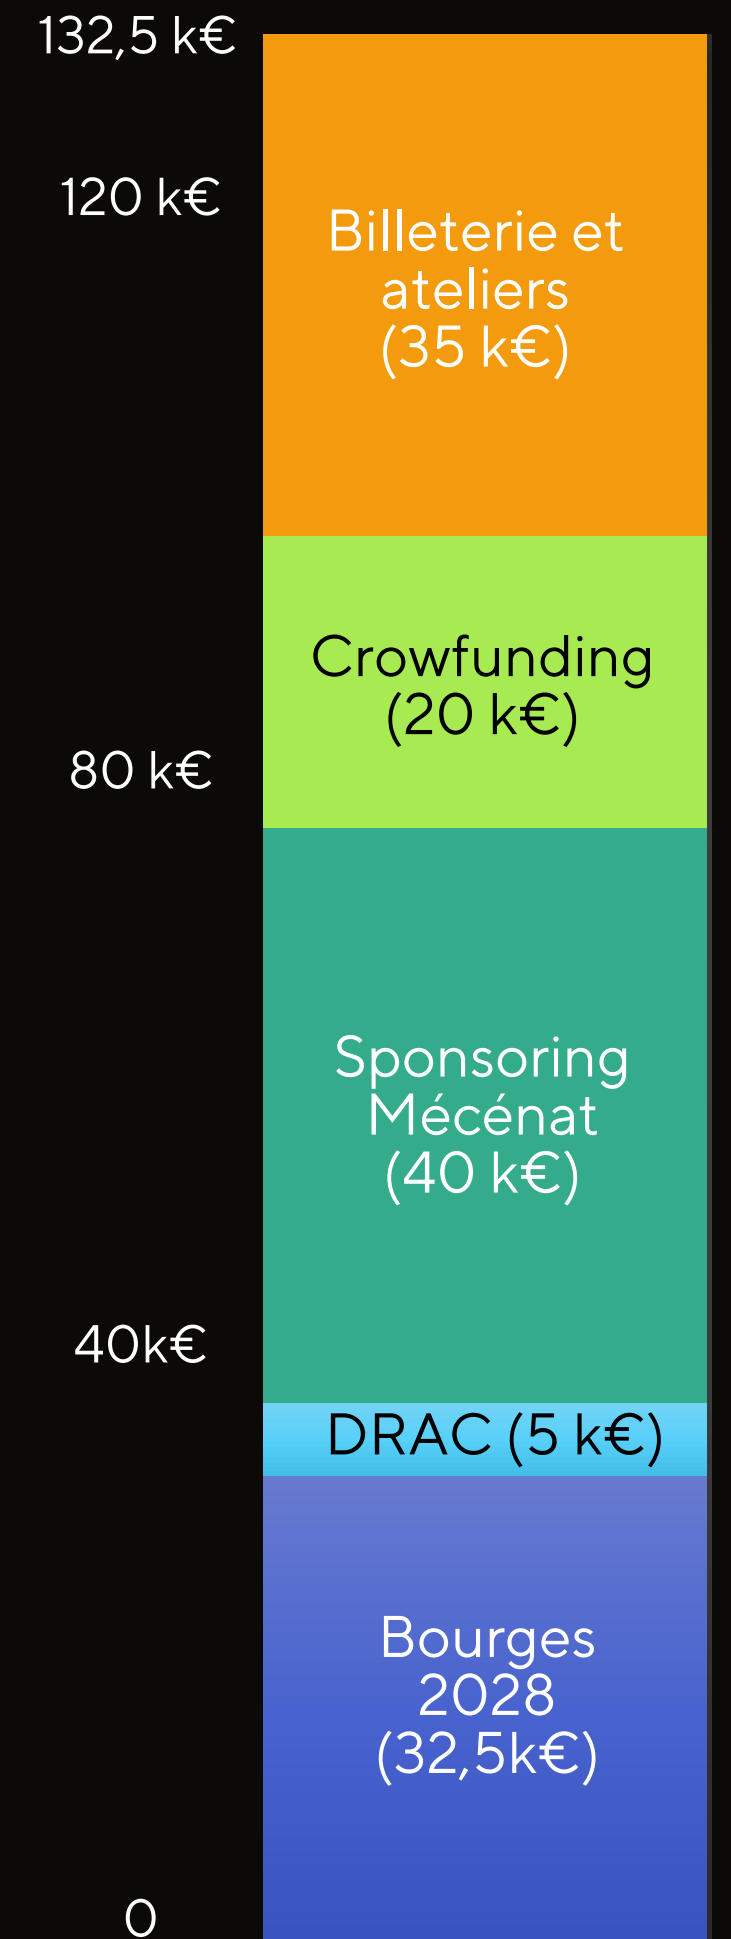 132,5 k€
120 k€
Billeterie et
ateliers
(35 k€)
Crowfunding
(20 k€)
80 k€
Sponsoring
Mécénat
(40 k€)
40k€
DRAC (5 k€)
Bourges
2028
(32,5k€)
0